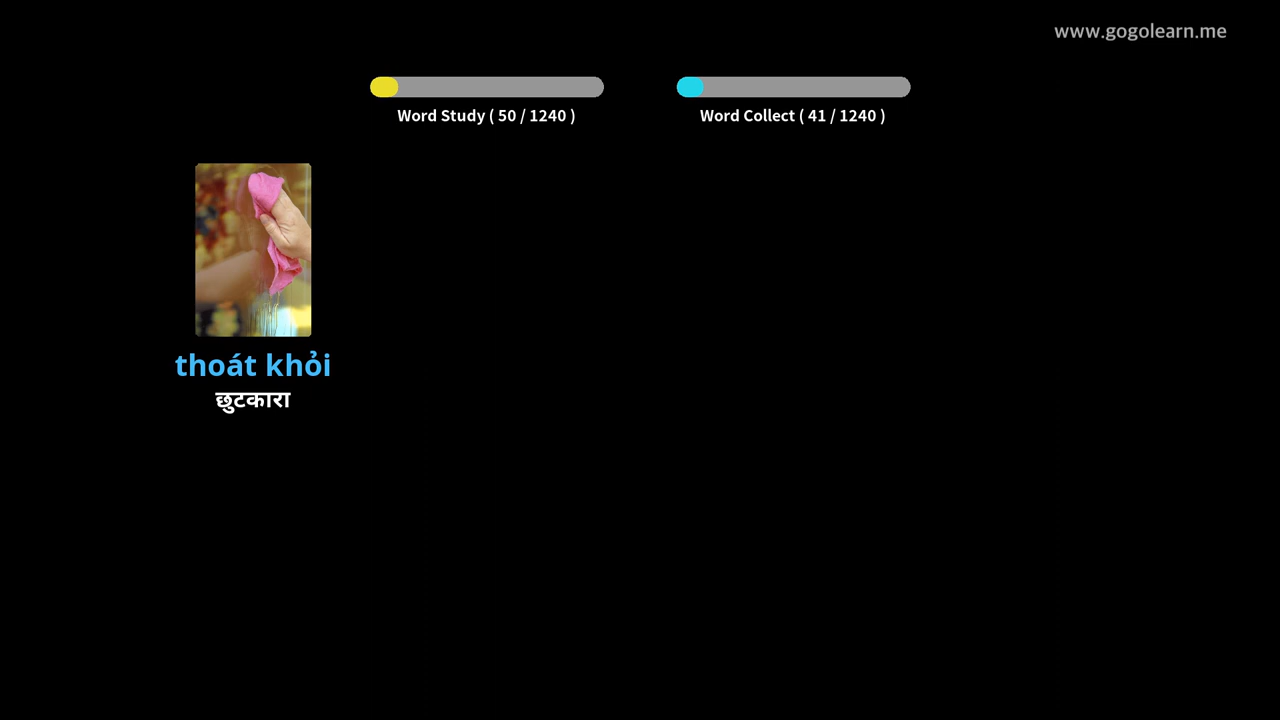 www.gogolearn.me
Word Study ( 50 / 1240 )
Word Collect ( 41 / 1240 )
thoát khỏi
छुटकारा